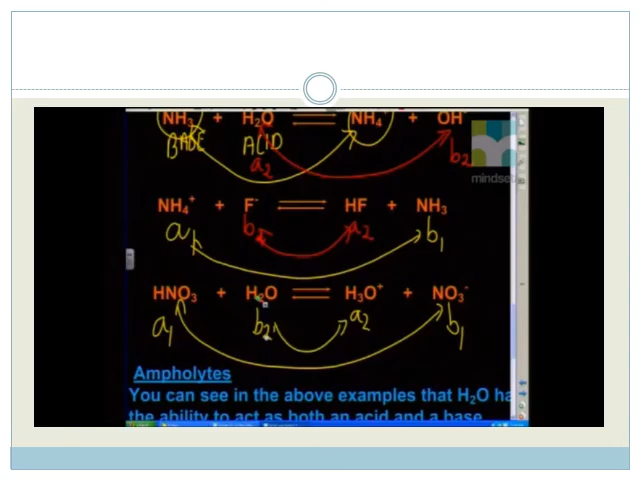 NH₃ + H₂O ⇌ NH₄ + OH⁻
BASE ACID
a₂ b₂
mindset
NH₄⁺ + F⁻ ⇌ HF + NH₃
a₁ b₂ a₂ b₁
HNO₃ + H₂O ⇌ H₃O⁺ + NO₃⁻
a₁ b₂ a₂ b₁
Ampholytes
You can see in the above examples that H₂O ha
the ability to act as both an acid and a base